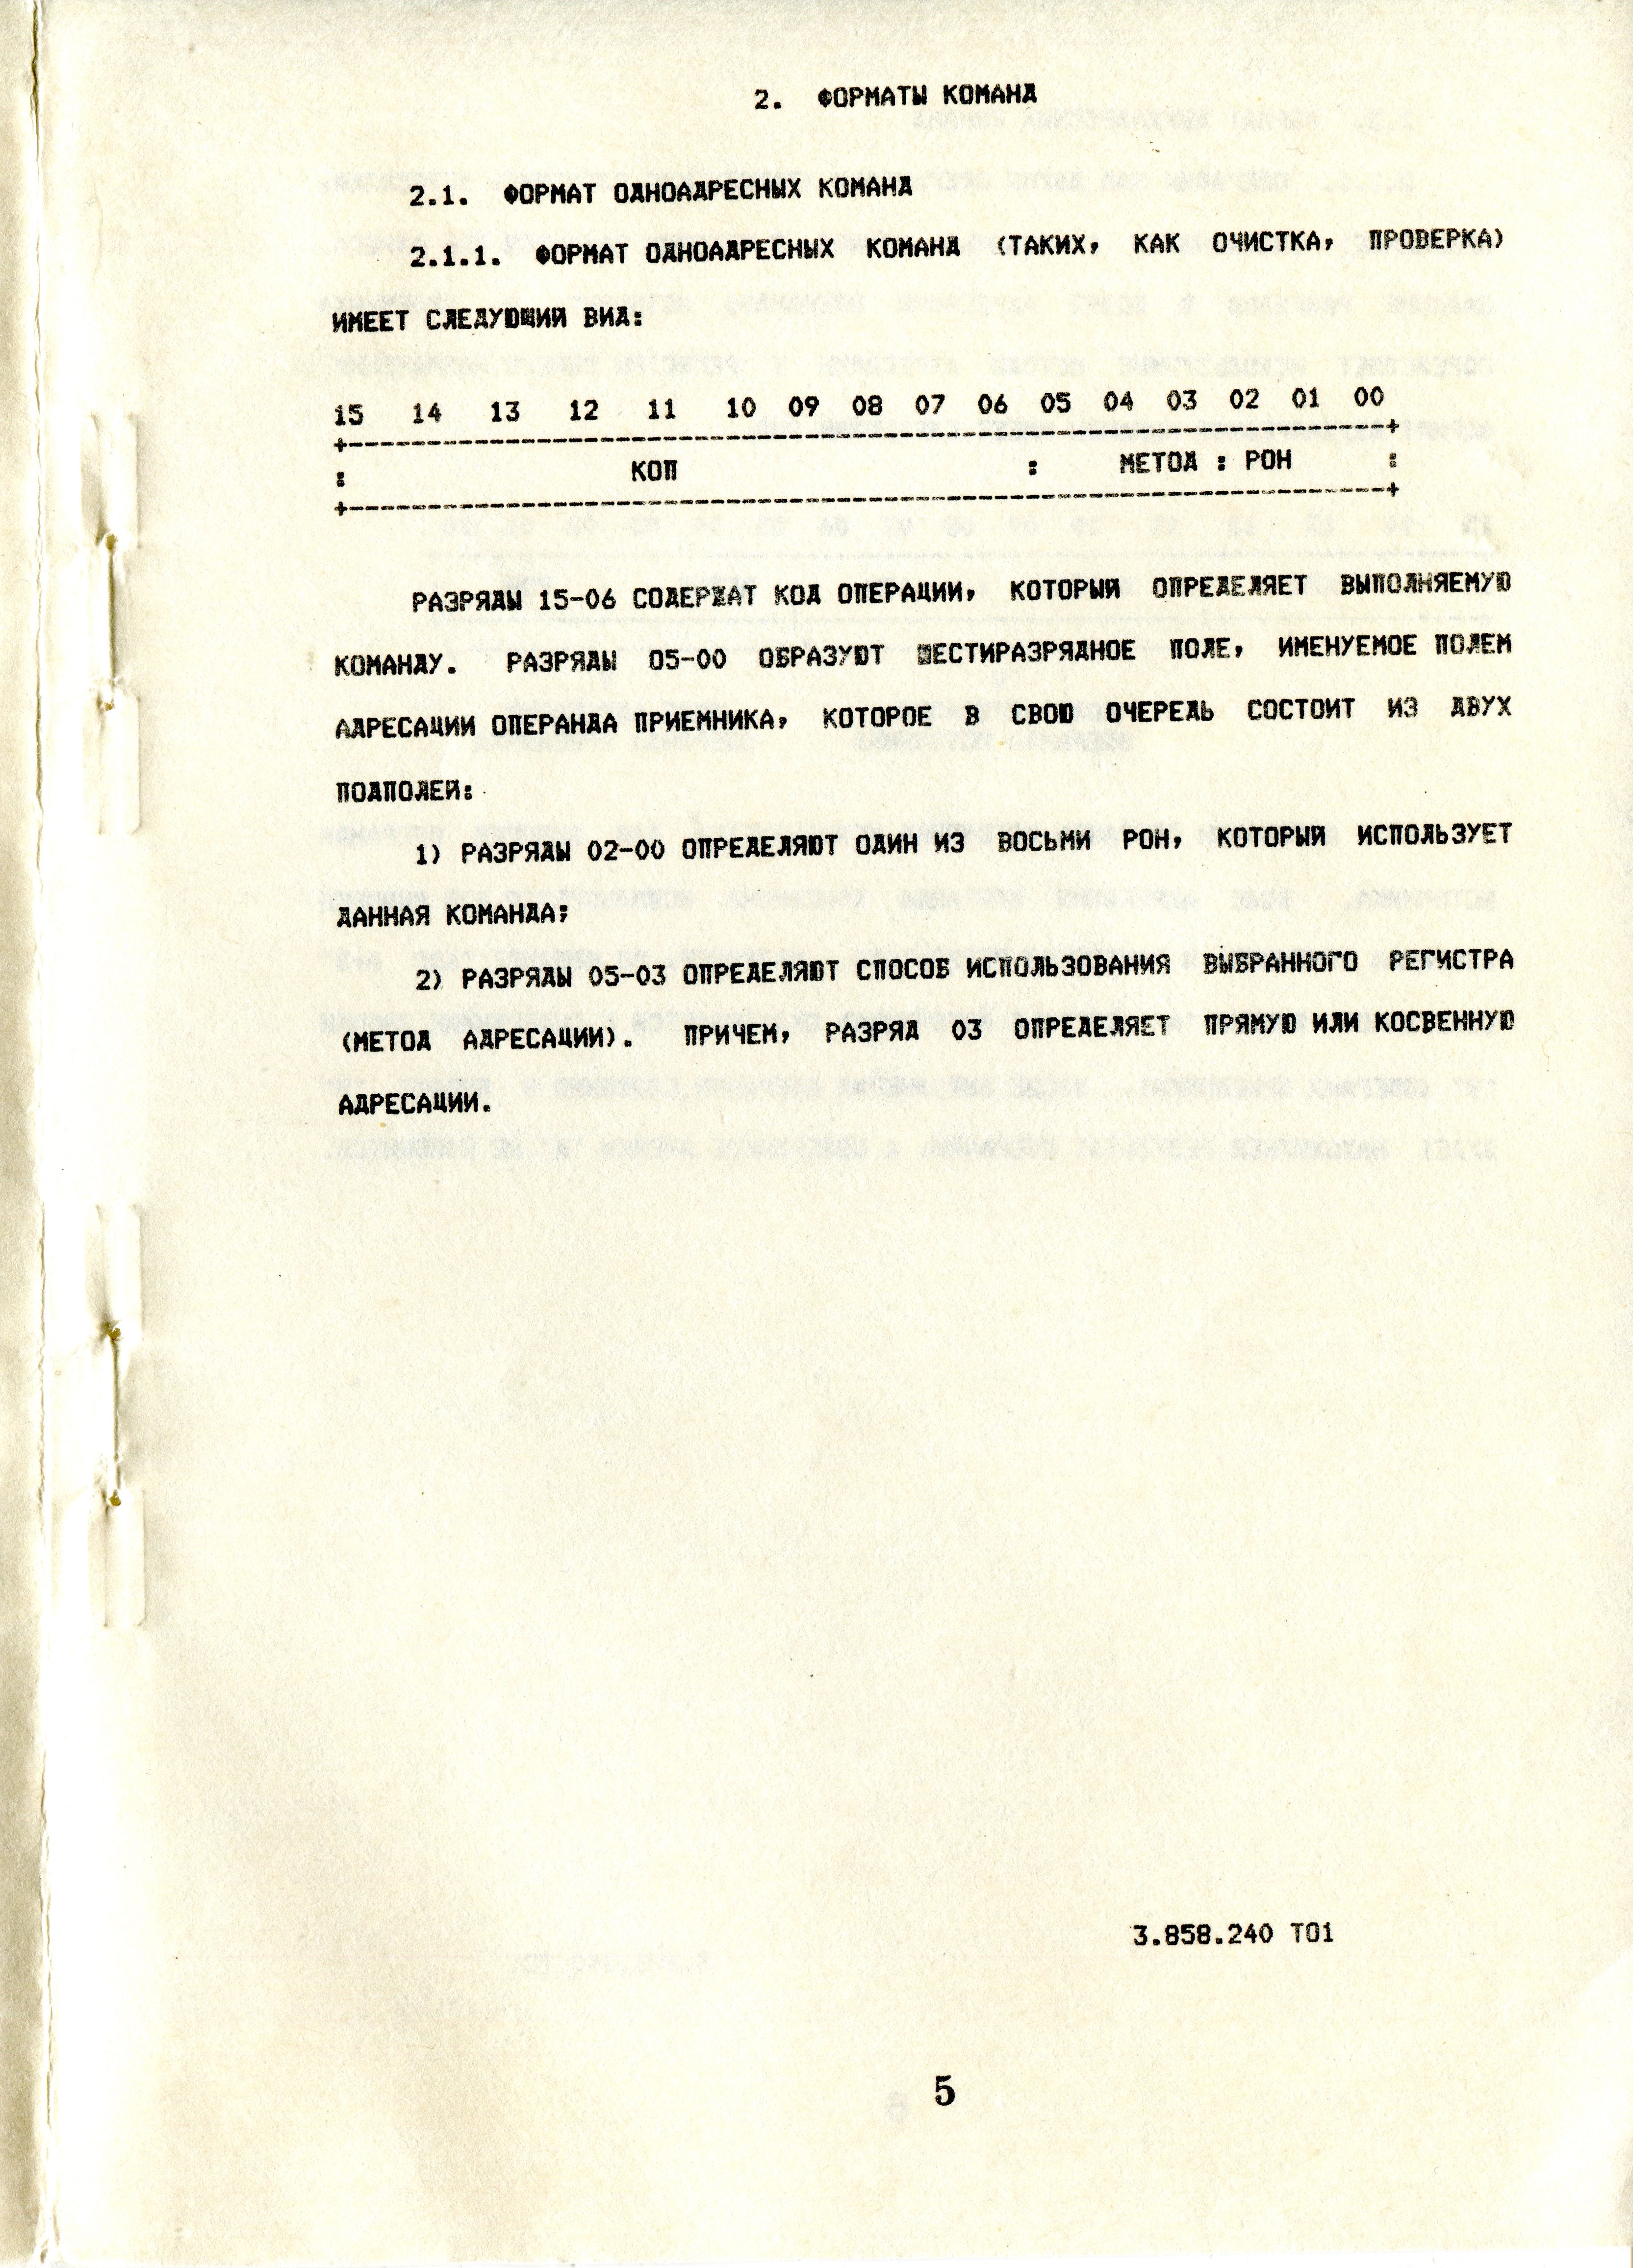 2. ФОРМАТЫ КОМАНД
2.1. ФОРМАТ ОДНОАДРЕСНЫХ КОМАНД
2.1.1. ФОРМАТ ОДНОАДРЕСНЫХ КОМАНД (ТАКИХ, КАК ОЧИСТКА, ПРОВЕРКА)
ИМЕЕТ СЛЕДУЮЩИЙ ВИД:
15 14 13 12 11 10 09 08 07 06 05 04 03 02 01 00
+-------------------------------------------------------------------+
: КОП : МЕТОД : РОН :
+-------------------------------------------------------------------+
РАЗРЯДЫ 15-06 СОДЕРЖАТ КОД ОПЕРАЦИИ, КОТОРЫЙ ОПРЕДЕЛЯЕТ ВЫПОЛНЯЕМУЮ
КОМАНДУ. РАЗРЯДЫ 05-00 ОБРАЗУЮТ ШЕСТИРАЗРЯДНОЕ ПОЛЕ, ИМЕНУЕМОЕ ПОЛЕМ
АДРЕСАЦИИ ОПЕРАНДА ПРИЕМНИКА, КОТОРОЕ В СВОЮ ОЧЕРЕДЬ СОСТОИТ ИЗ ДВУХ
ПОДПОЛЕЙ:
1) РАЗРЯДЫ 02-00 ОПРЕДЕЛЯЮТ ОДИН ИЗ ВОСЬМИ РОН, КОТОРЫЙ ИСПОЛЬЗУЕТ
ДАННАЯ КОМАНДА;
2) РАЗРЯДЫ 05-03 ОПРЕДЕЛЯЮТ СПОСОБ ИСПОЛЬЗОВАНИЯ ВЫБРАННОГО РЕГИСТРА
(МЕТОД АДРЕСАЦИИ). ПРИЧЕМ, РАЗРЯД 03 ОПРЕДЕЛЯЕТ ПРЯМУЮ ИЛИ КОСВЕННУЮ
АДРЕСАЦИИ.
3.858.240 ТО1
5